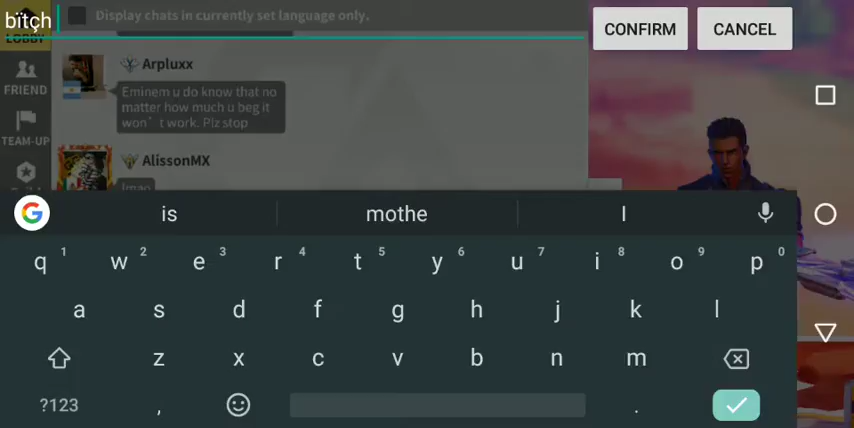 bïtçh
Display chats in currently set language only.
CONFIRM
CANCEL
LOBBY
Arpluxx
FRIEND
Eminem u do know that no
matter how much u beg it
won´ t work. Plz stop
TEAM-UP
AlissonMX
lmao
G is mothe I
q 1 w 2 e 3 r 4 t 5 y 6 u 7 i 8 o 9 p 0
a s d f g h j k l
z x c v b n m
?123 , .